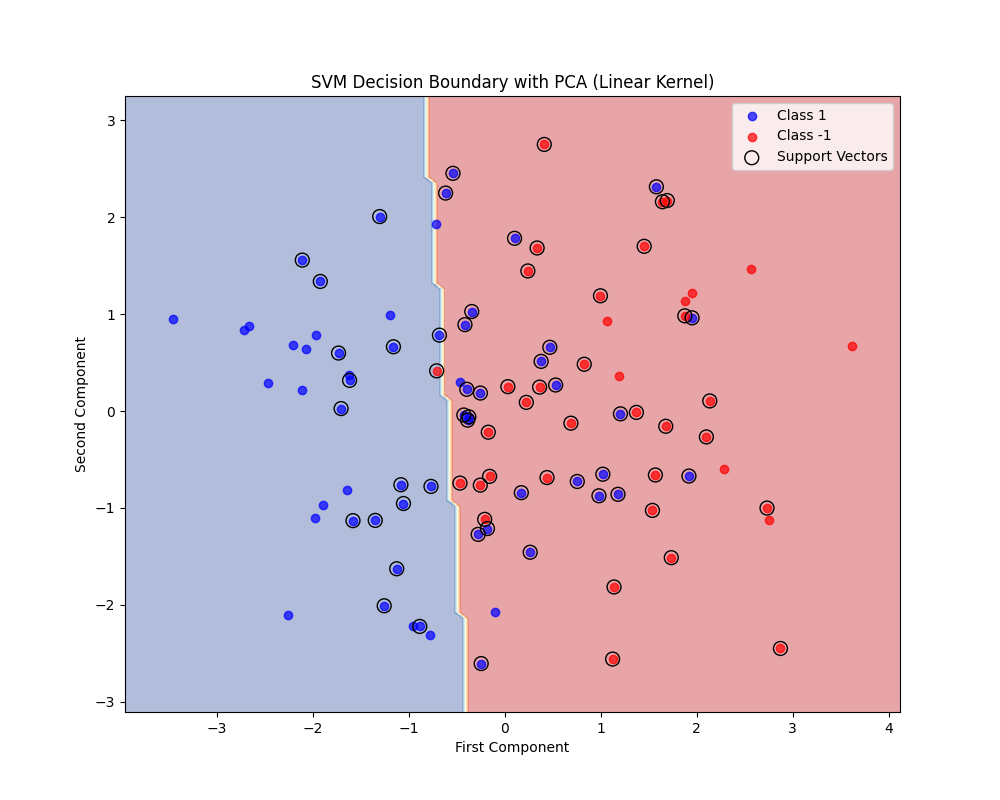 SVM Decision Boundary with PCA (Linear Kernel)
Class 1
Class -1
Support Vectors
3
2
1
0
−1
−2
−3
Second Component
−3 −2 −1 0 1 2 3 4
First Component